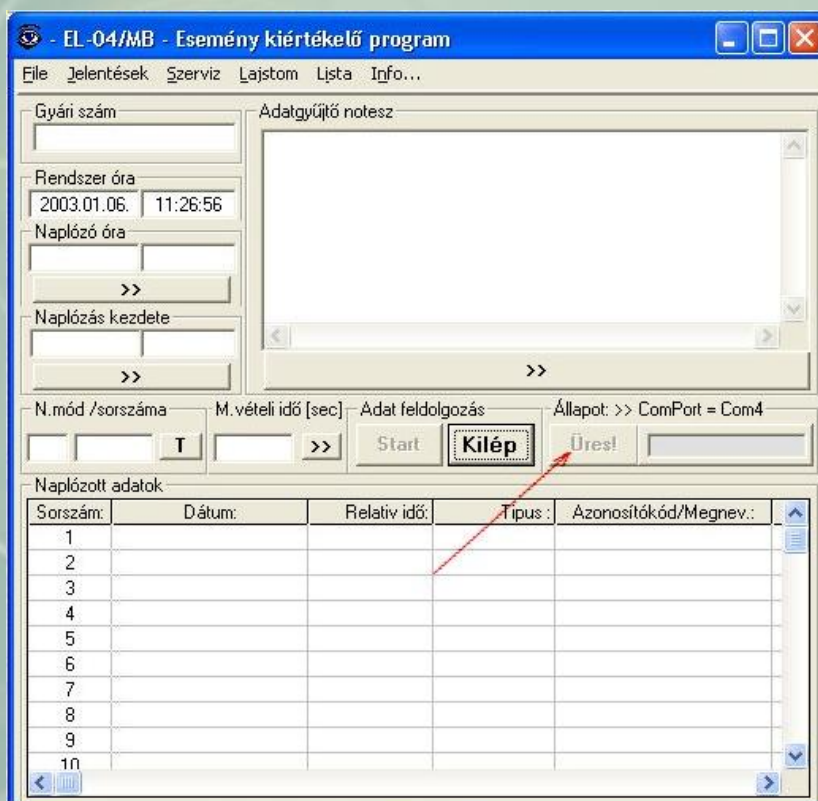 - EL-04/MB - Esemény kiértékelő program
File Jelentések Szerviz Lajstom Lista Info...
Gyári szám
Adatgyűjtő notesz
Rendszer óra
2003.01.06. 11:26:56
Naplózó óra
>>
Naplózás kezdete
>>
>>
N.mód /sorszáma M.vételi idő [sec] Adat feldolgozás Állapot: >> ComPort = Com4
T >> Start Kilép Üres!
Naplózott adatok
Sorszám: Dátum: Relativ idő: Tipus : Azonosítókód/Megnev.:
1
2
3
4
5
6
7
8
9
10